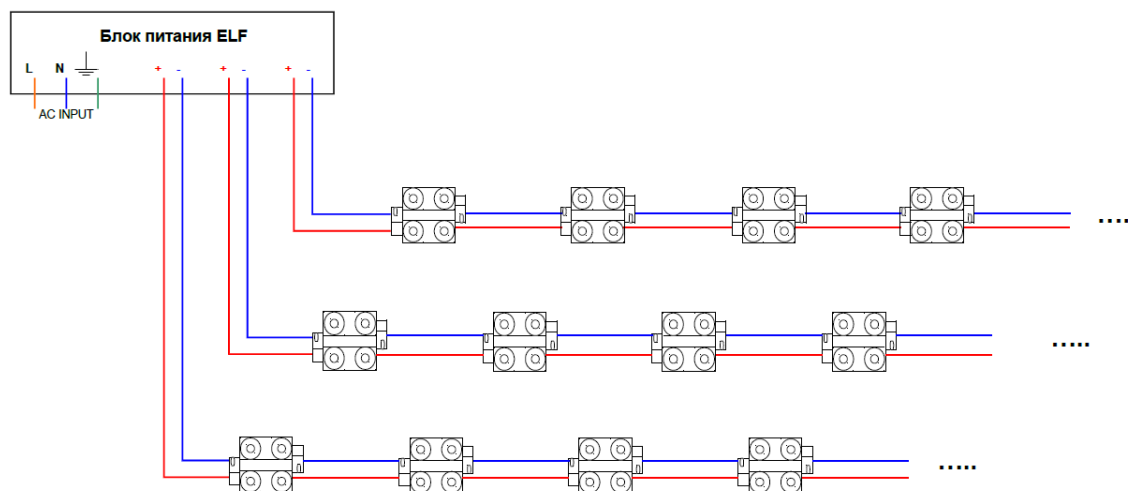 Блок питания ELF
L N + - + - + -
AC INPUT
.....
.....
.....